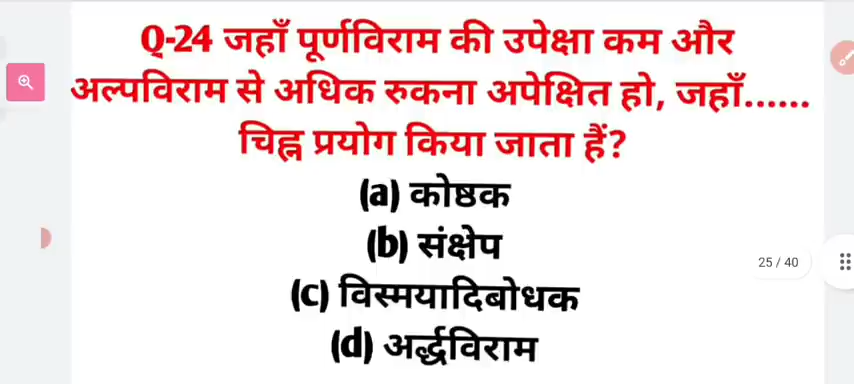 Q-24 जहाँ पूर्णविराम की उपेक्षा कम और
अल्पविराम से अधिक रुकना अपेक्षित हो, जहाँ......
चिह्न प्रयोग किया जाता हैं?
(a) कोष्ठक
(b) संक्षेप
25 / 40
(c) विस्मयादिबोधक
(d) अर्द्धविराम